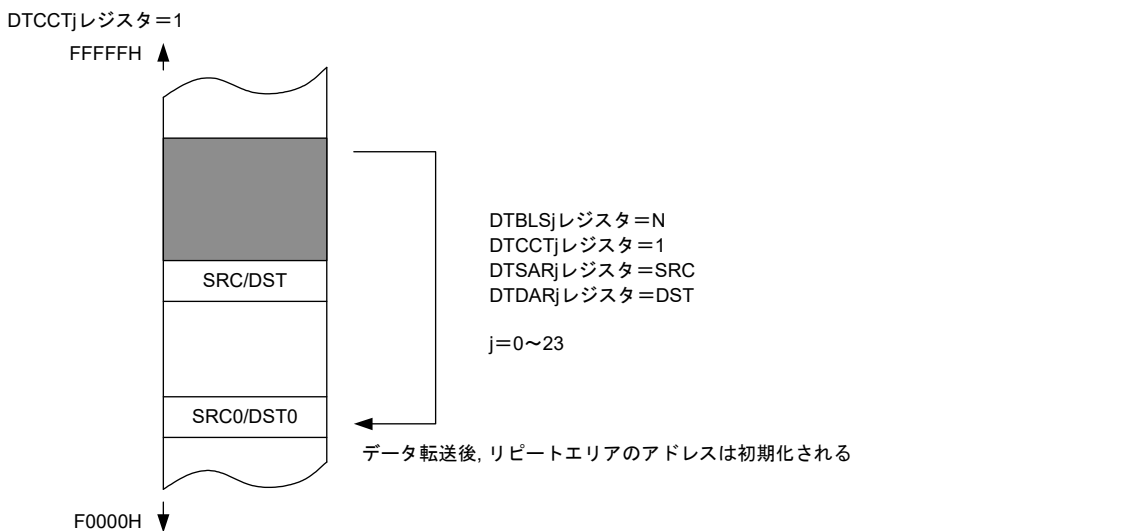 DTCCTjレジスタ＝1
FFFFFH
DTBLSjレジスタ＝N
DTCCTjレジスタ＝1
DTSARjレジスタ＝SRC
DTDARjレジスタ＝DST
j＝0～23
SRC/DST
SRC0/DST0
データ転送後, リピートエリアのアドレスは初期化される
F0000H